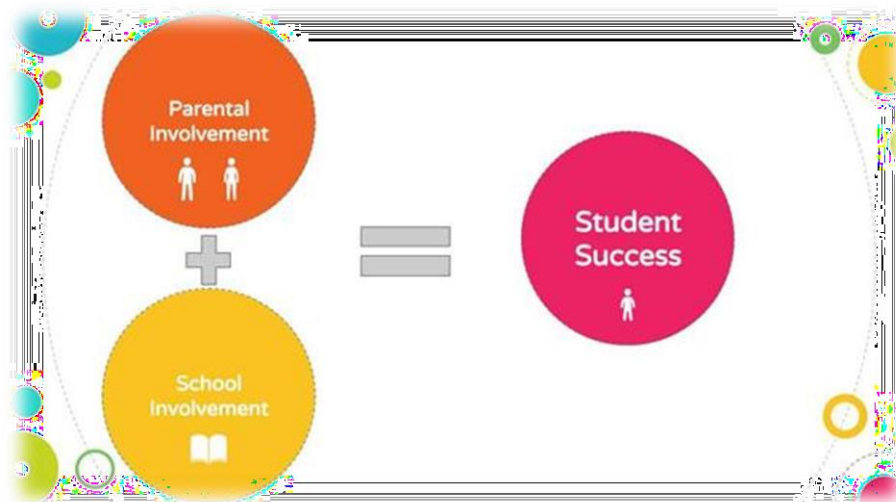 Parental
Involvement
School
Involvement
Student
Success